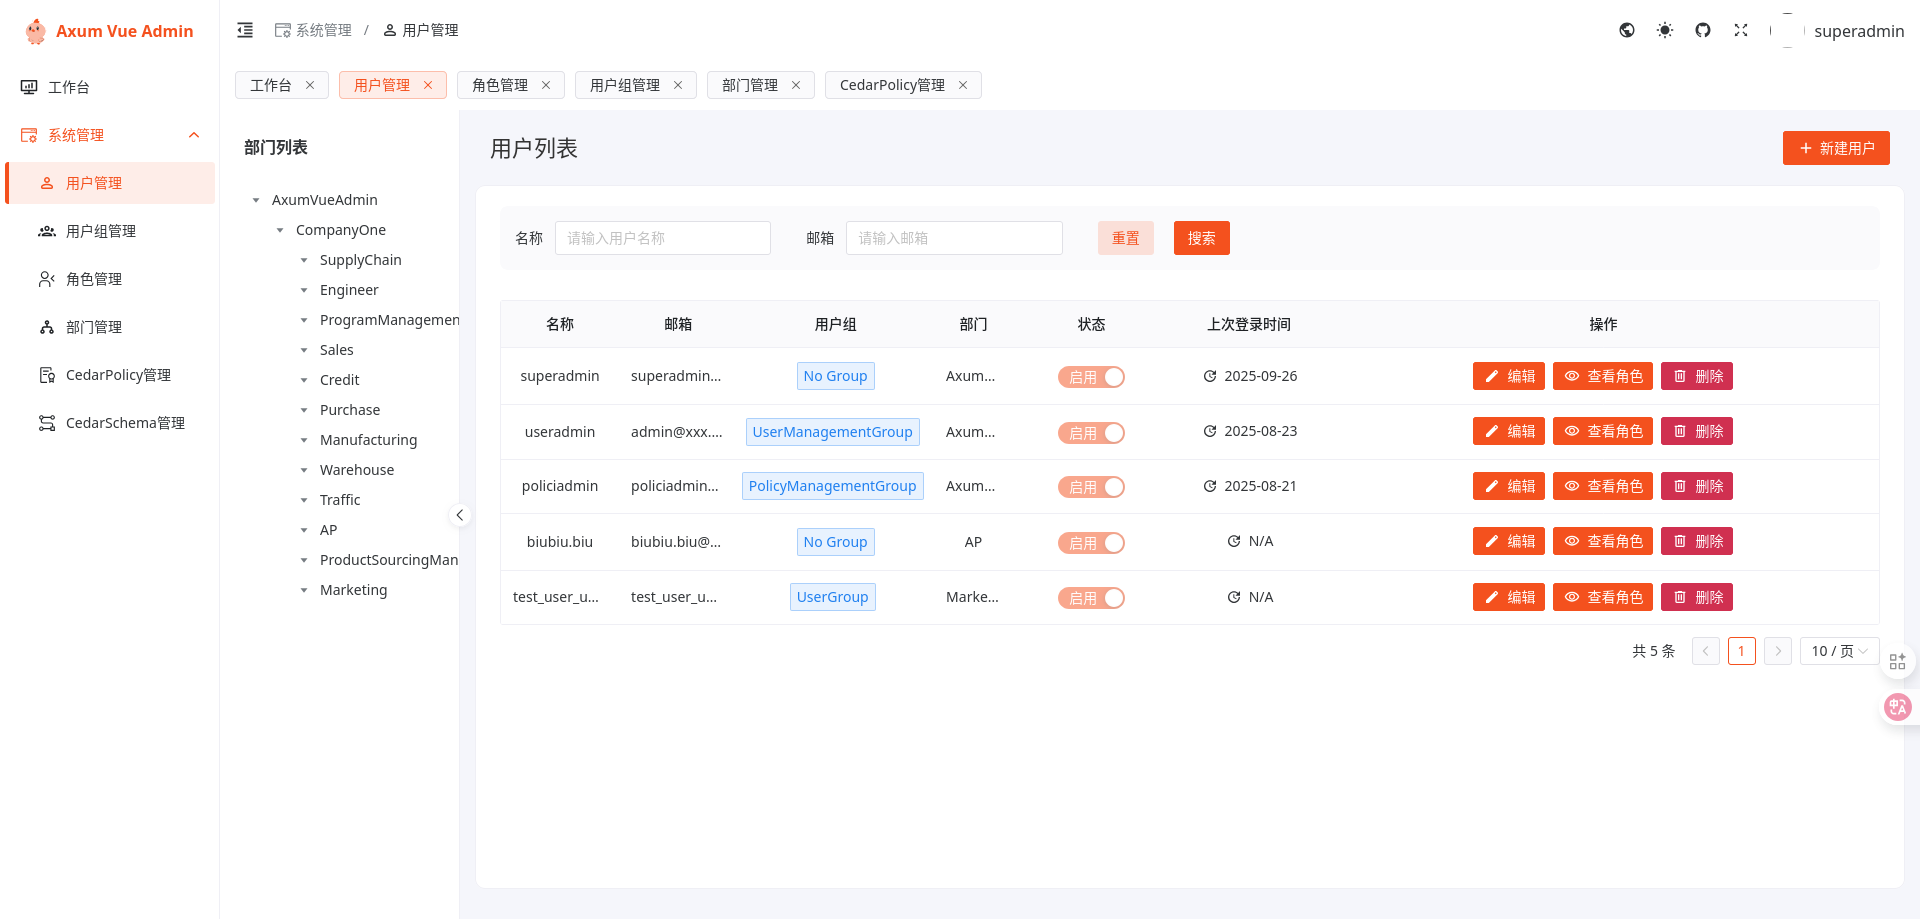 Axum Vue Admin
工作台
系统管理
用户管理
用户组管理
角色管理
部门管理
CedarPolicy管理
CedarSchema管理
系统管理 / 用户管理
superadmin
工作台 用户管理 角色管理 用户组管理 部门管理 CedarPolicy管理
部门列表
AxumVueAdmin
CompanyOne
SupplyChain
Engineer
ProgramManagemen
Sales
Credit
Purchase
Manufacturing
Warehouse
Traffic
AP
ProductSourcingMan
Marketing
用户列表
新建用户
名称 请输入用户名称 邮箱 请输入邮箱 重置 搜索
名称 邮箱 用户组 部门 状态 上次登录时间 操作
superadmin superadmin... No Group Axum... 启用 2025-09-26 编辑 查看角色 删除
useradmin admin@xxx.... UserManagementGroup Axum... 启用 2025-08-23 编辑 查看角色 删除
policiadmin policiadmin... PolicyManagementGroup Axum... 启用 2025-08-21 编辑 查看角色 删除
biubiu.biu biubiu.biu@... No Group AP 启用 N/A 编辑 查看角色 删除
test_user_u... test_user_u... UserGroup Marke... 启用 N/A 编辑 查看角色 删除
共 5 条 1 10 / 页